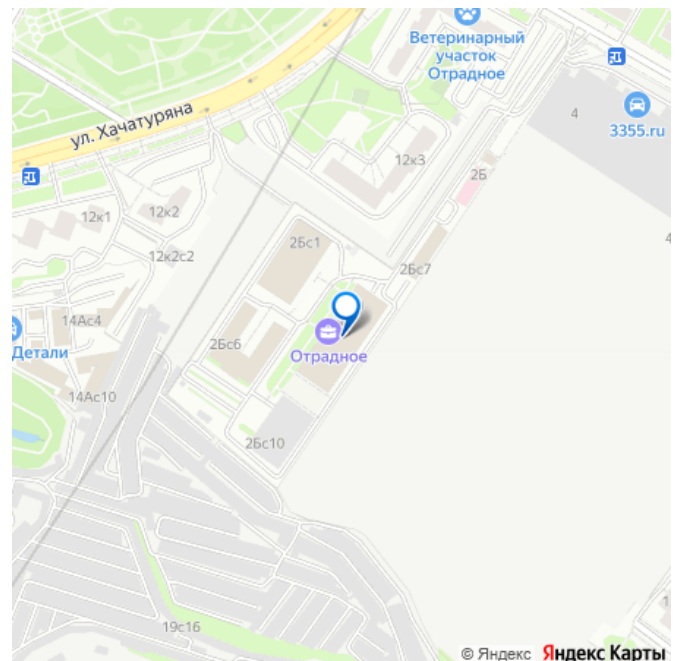 Ветеринарный
участок
Отрадное
ул. Хачатуряна
4
3355.ru
12к3
2Б
12к1
12к2
4
2Бс1
12к2с2
2Бс7
14Ас4
2Бс6
Отрадное
Детали
14Ас10
2Бс10
1
19с16
© Яндекс Яндекс Карты